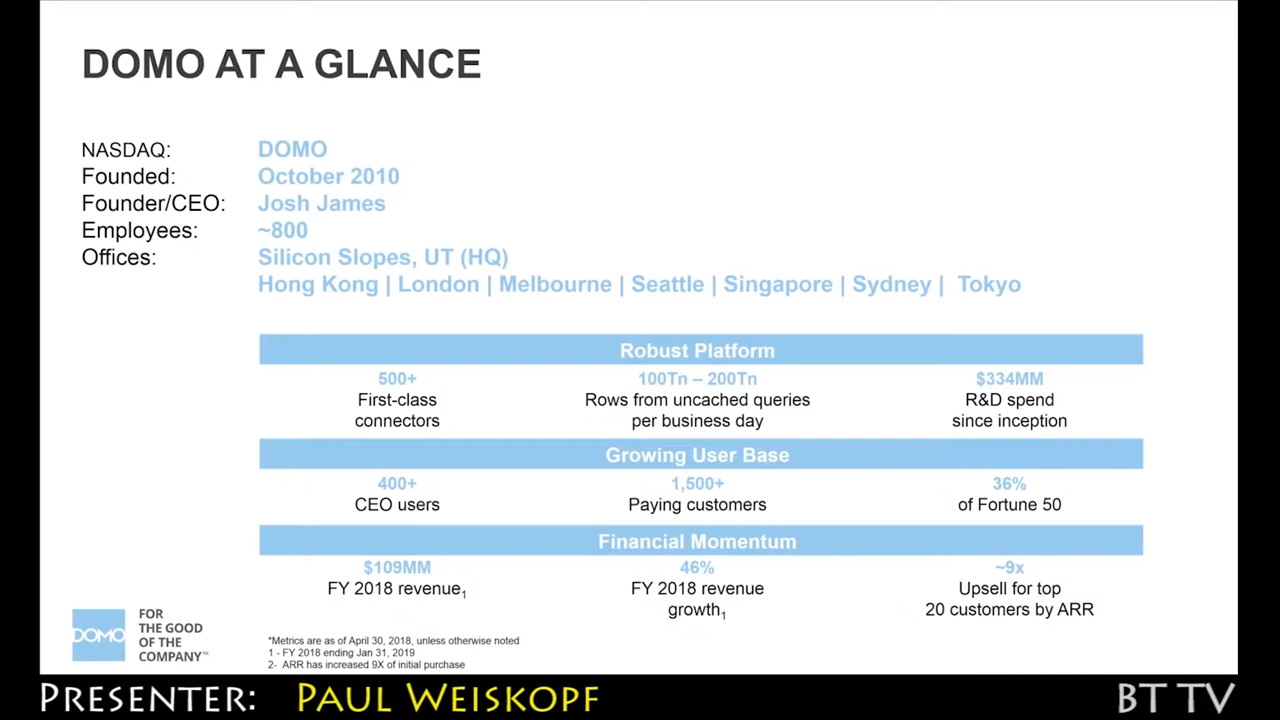 DOMO AT A GLANCE
NASDAQ: DOMO
Founded: October 2010
Founder/CEO: Josh James
Employees: ~800
Offices: Silicon Slopes, UT (HQ)
Hong Kong | London | Melbourne | Seattle | Singapore | Sydney | Tokyo
Robust Platform
500+ 100Tn – 200Tn $334MM
First-class Rows from uncached queries R&D spend
connectors per business day since inception
Growing User Base
400+ 1,500+ 36%
CEO users Paying customers of Fortune 50
Financial Momentum
$109MM 46% ~9x
FY 2018 revenue1 FY 2018 revenue Upsell for top
growth1 20 customers by ARR
DOMO
FOR
THE GOOD
OF THE
COMPANY™
*Metrics are as of April 30, 2018, unless otherwise noted
1 - FY 2018 ending Jan 31, 2019
2- ARR has increased 9X of initial purchase
PRESENTER: PAUL WEISKOPF
BT TV